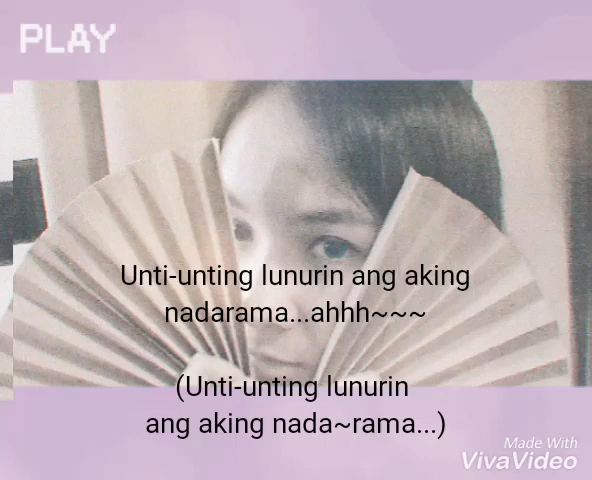 PLAY
Unti-unting lunurin ang aking
nadarama...ahhh~~~
(Unti-unting lunurin
ang aking nada~rama...)
Made With
VivaVideo